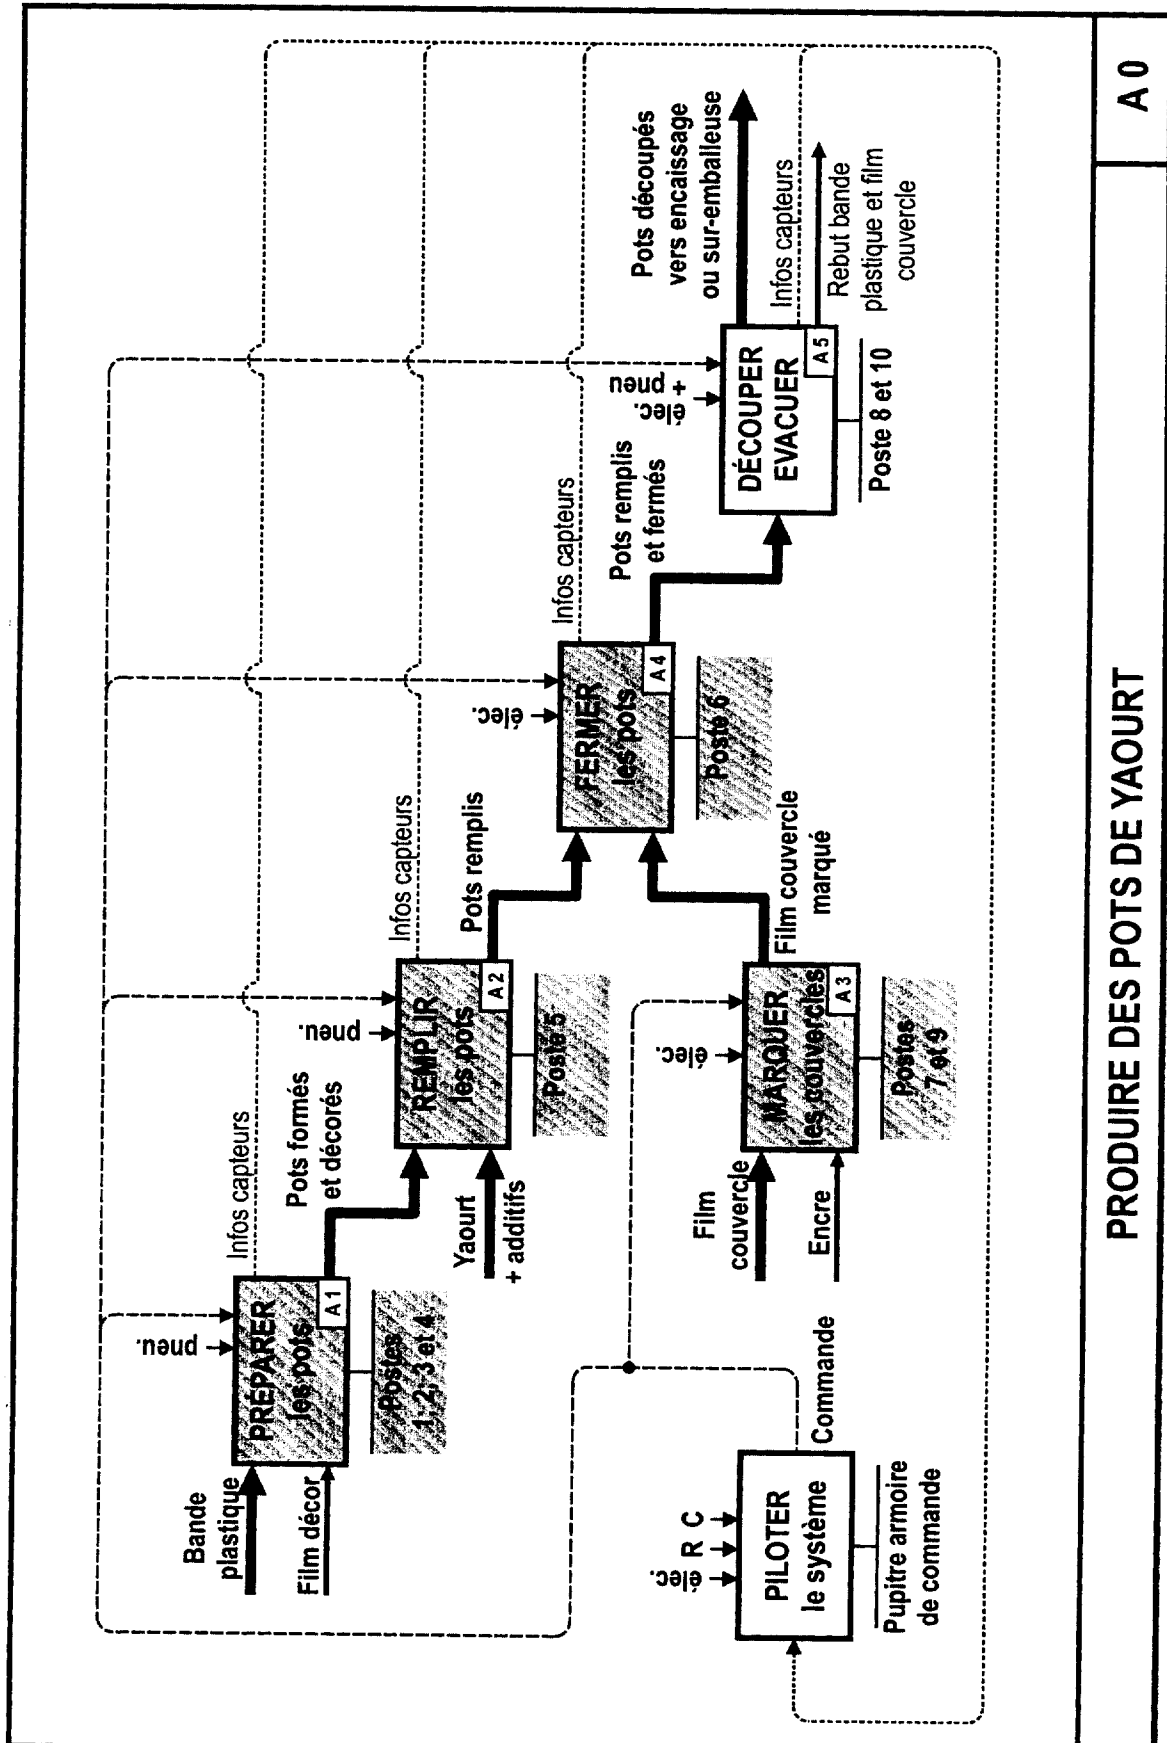 Bande
plastique
Film décor
pneu.
PRÉPARER
les pots
A 1
Postes
1, 2, 3 et 4
Infos capteurs
Pots formés
et décorés
Yaourt
+ additifs
pneu.
REMPLIR
les pots
A 2
Poste 5
Infos capteurs
Pots remplis
Film
couvercle
Encre
élec.
MARQUER
les couvercles
A 3
Postes
7 et 9
Film couvercle
marqué
élec.
FERMER
les pots
A 4
Poste 6
Infos capteurs
Pots remplis
et fermés
élec.
+
pneu
DÉCOUPER
EVACUER
A 5
Poste 8 et 10
Pots découpés
vers encaissage
ou sur-emballeuse
Infos capteurs
Rebut bande
plastique et film
couvercle
élec. R C
PILOTER
le système
Pupitre armoire
de commande
Commande
PRODUIRE DES POTS DE YAOURT
A 0